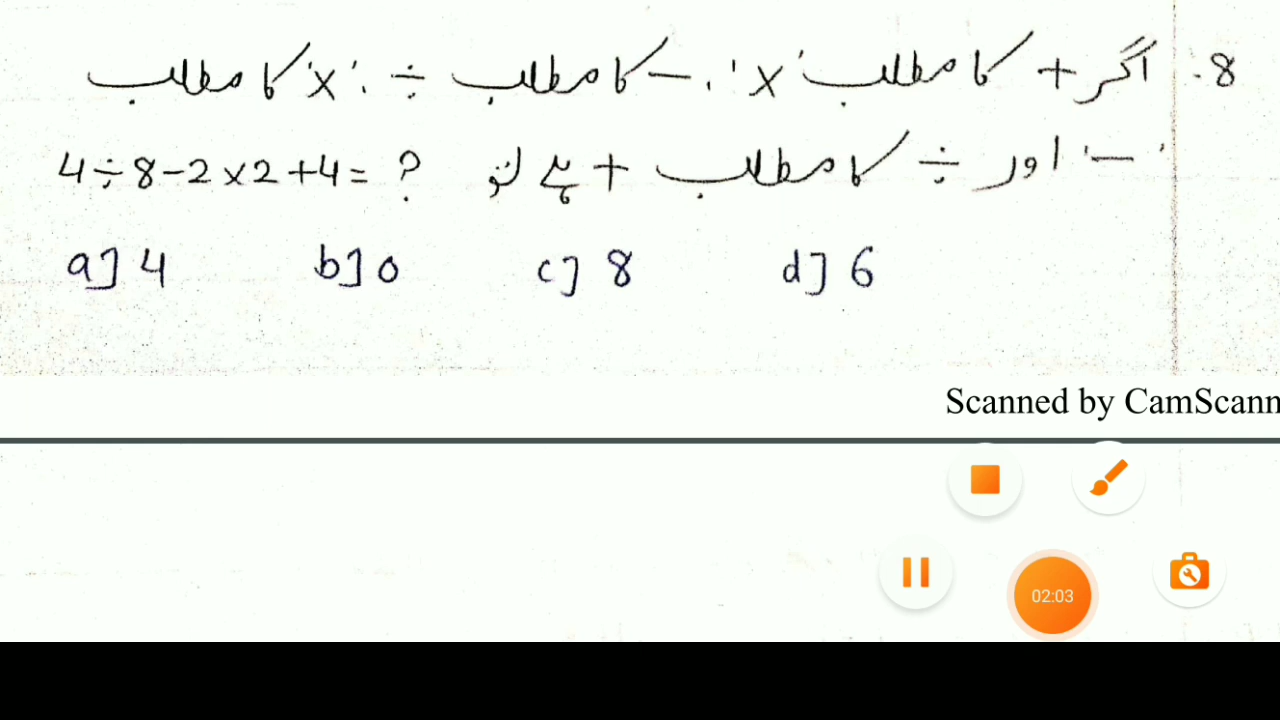 8. اگر + کا مطلب 'x'، − کا مطلب ÷، 'x' کا مطلب
'−' اور ÷ کا مطلب + ہے تو 4÷8−2x2+4= ?
a] 4 b] 0 c] 8 d] 6
Scanned by CamScann
02:03